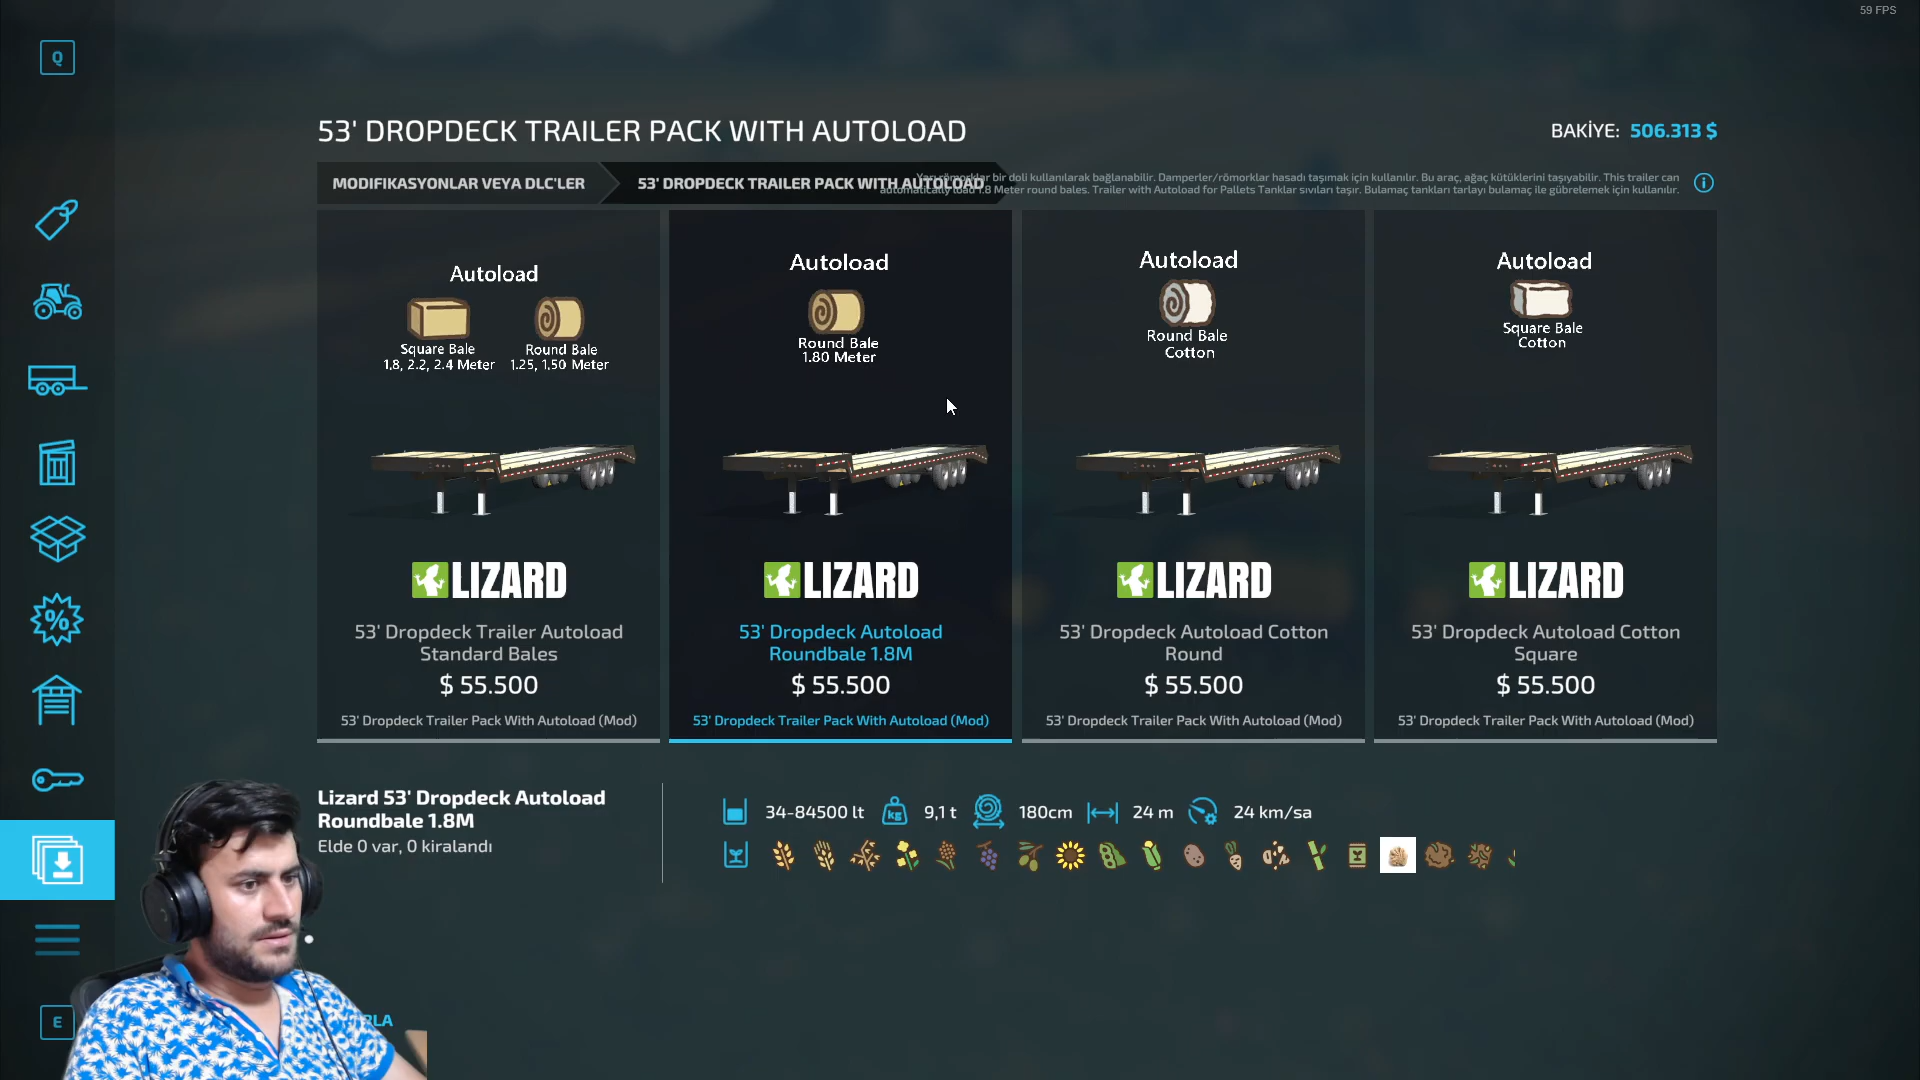 59 FPS
Q
53' DROPDECK TRAILER PACK WITH AUTOLOAD
BAKİYE: 506.313 $
MODIFIKASYONLAR VEYA DLC'LER
53' DROPDECK TRAILER PACK WITH AUTOLOAD
Yarı römorklar bir doli kullanılarak bağlanabilir. Damperler/römorklar hasadı taşımak için kullanılır. Bu araç, ağaç kütüklerini taşıyabilir. This trailer can
automatically load 1.8 Meter round bales. Trailer with Autoload for Pallets Tanklar sıvıları taşır. Bulamaç tankları tarlayı bulamaç ile gübrelemek için kullanılır.
Autoload
Square Bale
1.8, 2.2, 2.4 Meter
Round Bale
1.25, 1.50 Meter
LIZARD
53' Dropdeck Trailer Autoload
Standard Bales
$ 55.500
53' Dropdeck Trailer Pack With Autoload (Mod)
Autoload
Round Bale
1.80 Meter
LIZARD
53' Dropdeck Autoload
Roundbale 1.8M
$ 55.500
53' Dropdeck Trailer Pack With Autoload (Mod)
Autoload
Round Bale
Cotton
LIZARD
53' Dropdeck Autoload Cotton
Round
$ 55.500
53' Dropdeck Trailer Pack With Autoload (Mod)
Autoload
Square Bale
Cotton
LIZARD
53' Dropdeck Autoload Cotton
Square
$ 55.500
53' Dropdeck Trailer Pack With Autoload (Mod)
Lizard 53' Dropdeck Autoload
Roundbale 1.8M
Elde 0 var, 0 kiralandı
34-84500 lt
kg
9,1 t
180cm
24 m
24 km/sa
E